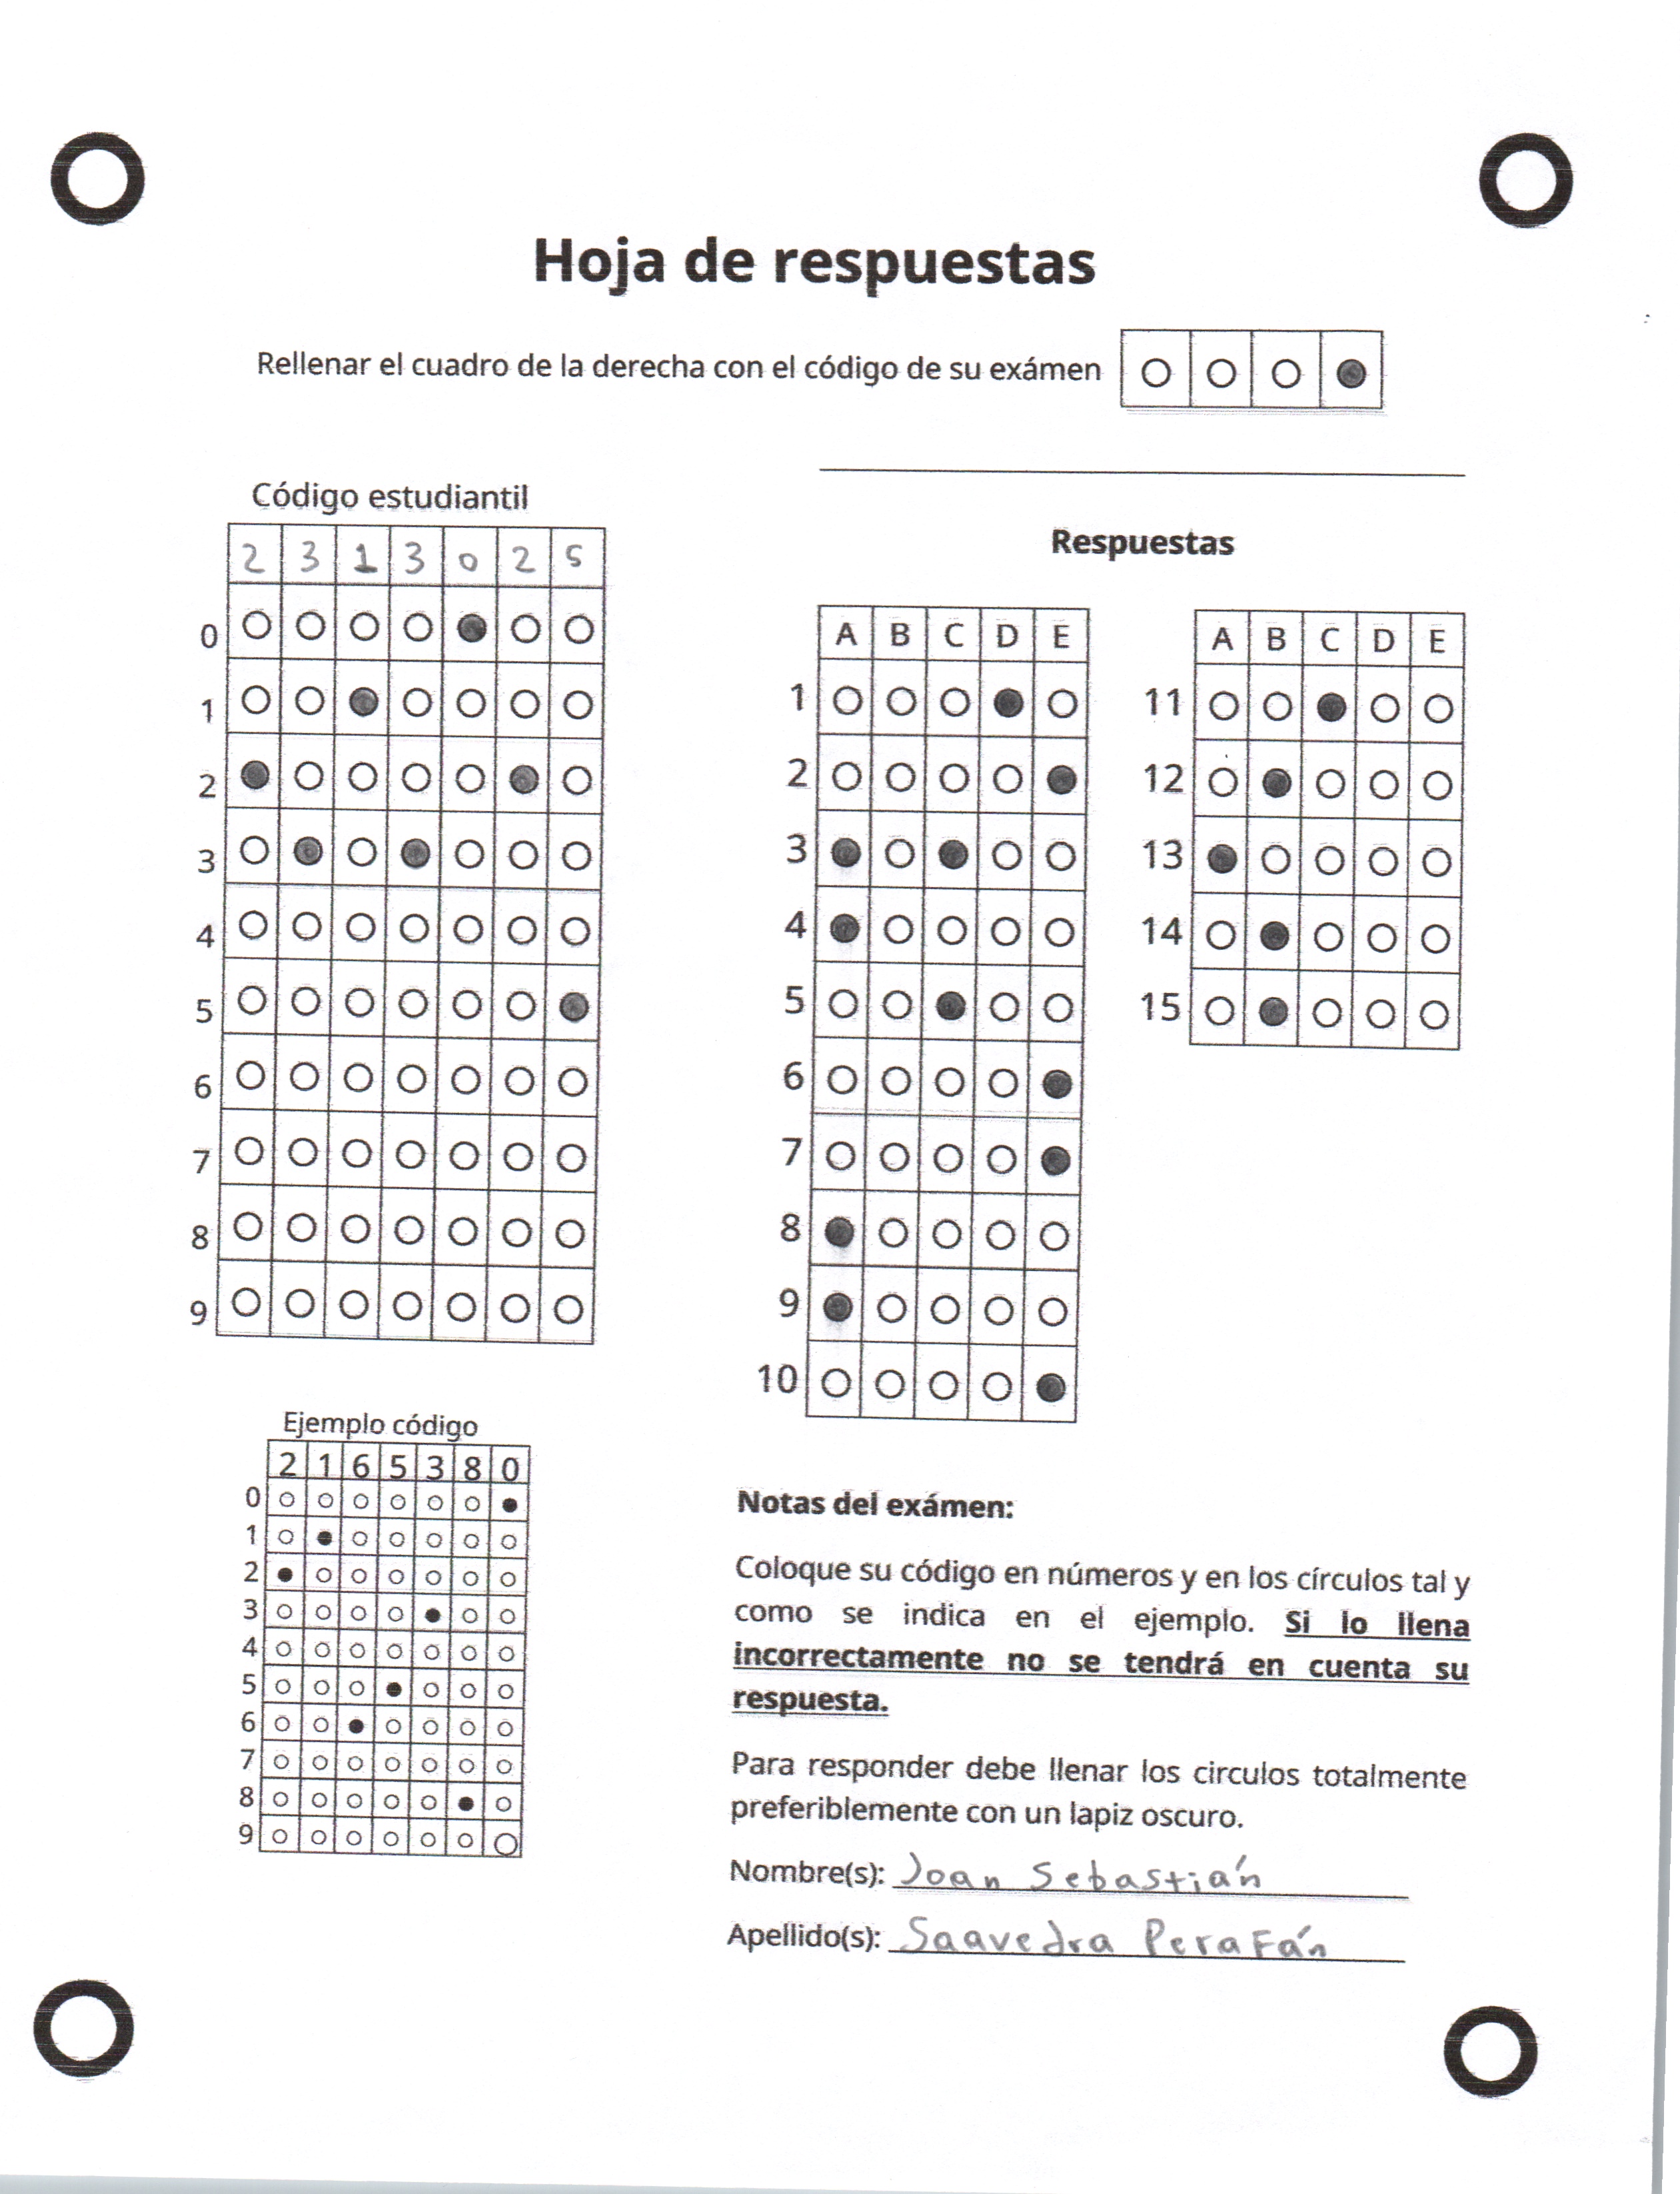 Hoja de respuestas
Rellenar el cuadro de la derecha con el código de su exámen
Código estudiantil
2 3 1 3 0 2 5
0
1
2
3
4
5
6
7
8
9
Respuestas
A B C D E
1
2
3
4
5
6
7
8
9
10
A B C D E
11
12
13
14
15
Ejemplo código
2 1 6 5 3 8 0
0
1
2
3
4
5
6
7
8
9
Notas del exámen:
Coloque su código en números y en los círculos tal y
como se indica en el ejemplo. Si lo llena
incorrectamente no se tendrá en cuenta su
respuesta.
Para responder debe llenar los circulos totalmente
preferiblemente con un lapiz oscuro.
Nombre(s): Joan Sebastián
Apellido(s): Saavedra Perafán